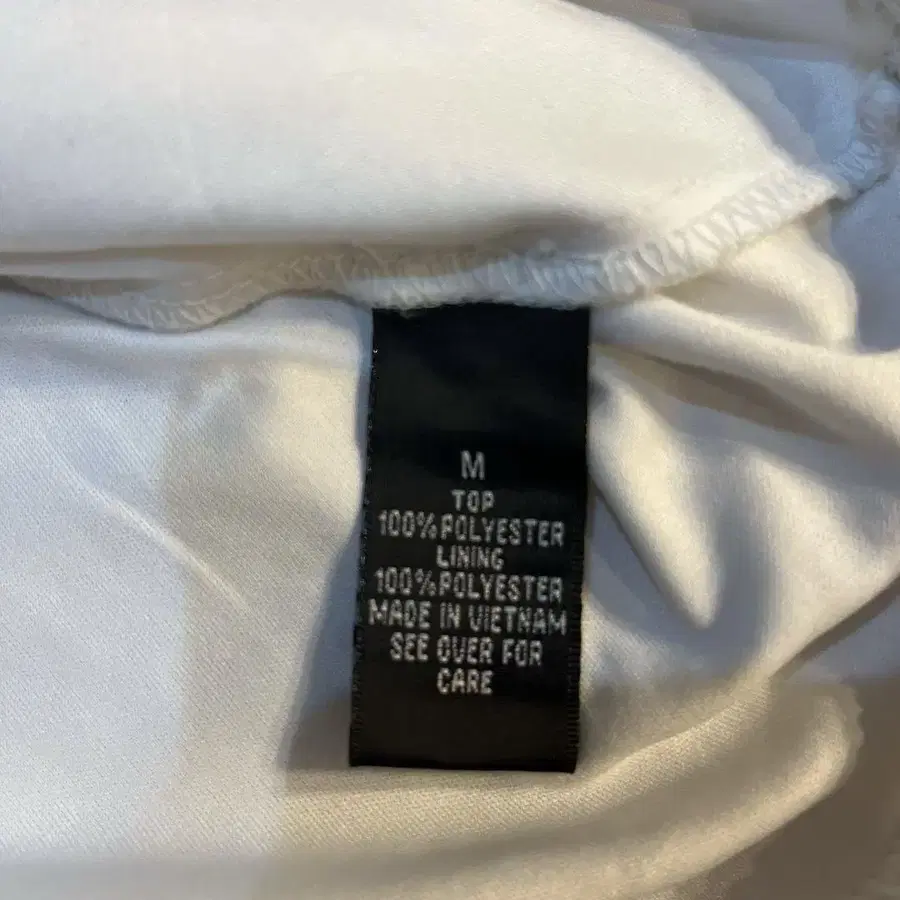 M
TOP
100% POLYESTER
LINING
100% POLYESTER
MADE IN VIETNAM
SEE OVER FOR
CARE